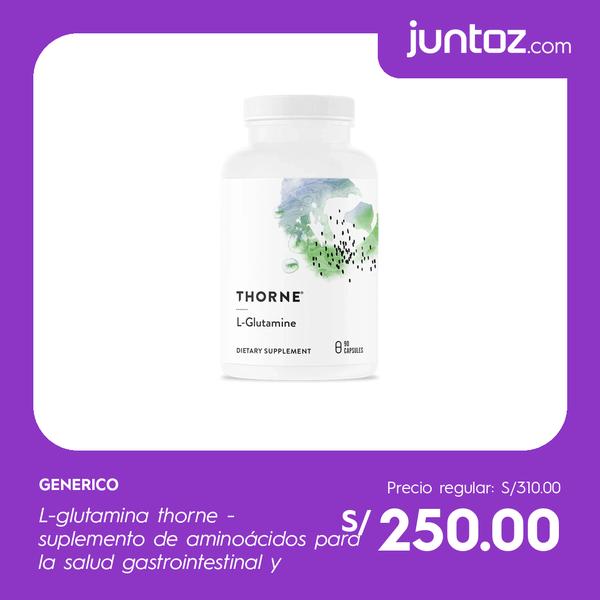 juntoz.com
THORNE®
L-Glutamine
DIETARY SUPPLEMENT
90
CAPSULES
GENERICO
L-glutamina thorne -
suplemento de aminoácidos para
la salud gastrointestinal y
Precio regular: S/310.00
S/ 250.00